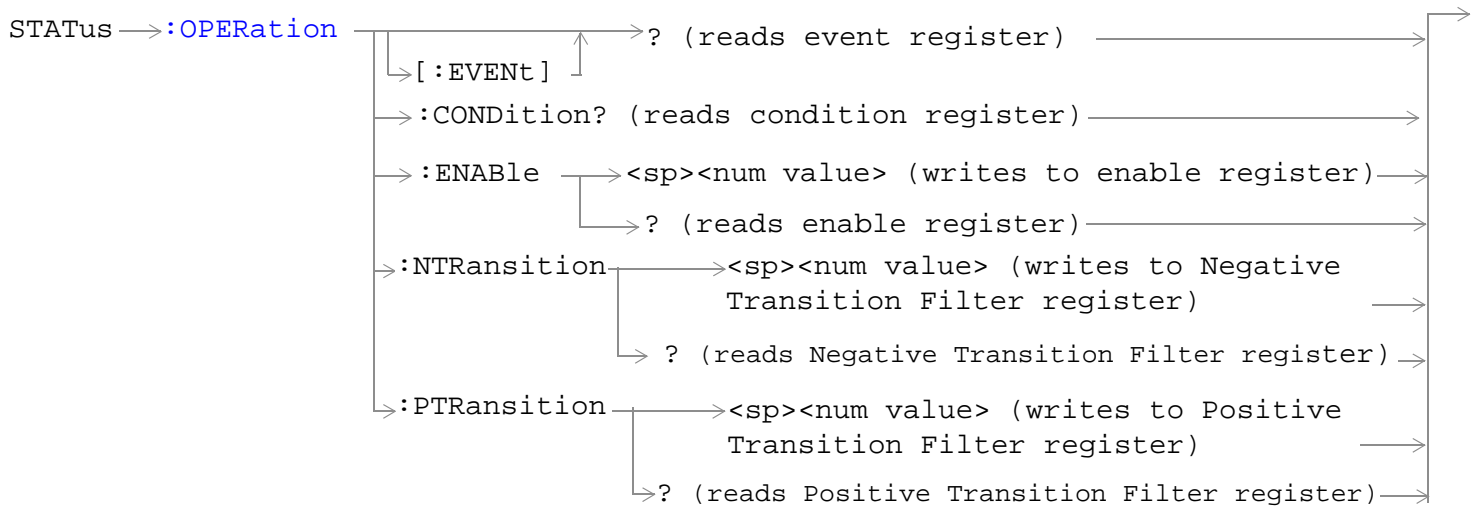 STATus :OPERation ? (reads event register)
[:EVENt]
:CONDition? (reads condition register)
:ENABle <sp><num value> (writes to enable register)
? (reads enable register)
:NTRansition <sp><num value> (writes to Negative
Transition Filter register)
? (reads Negative Transition Filter register)
:PTRansition <sp><num value> (writes to Positive
Transition Filter register)
? (reads Positive Transition Filter register)